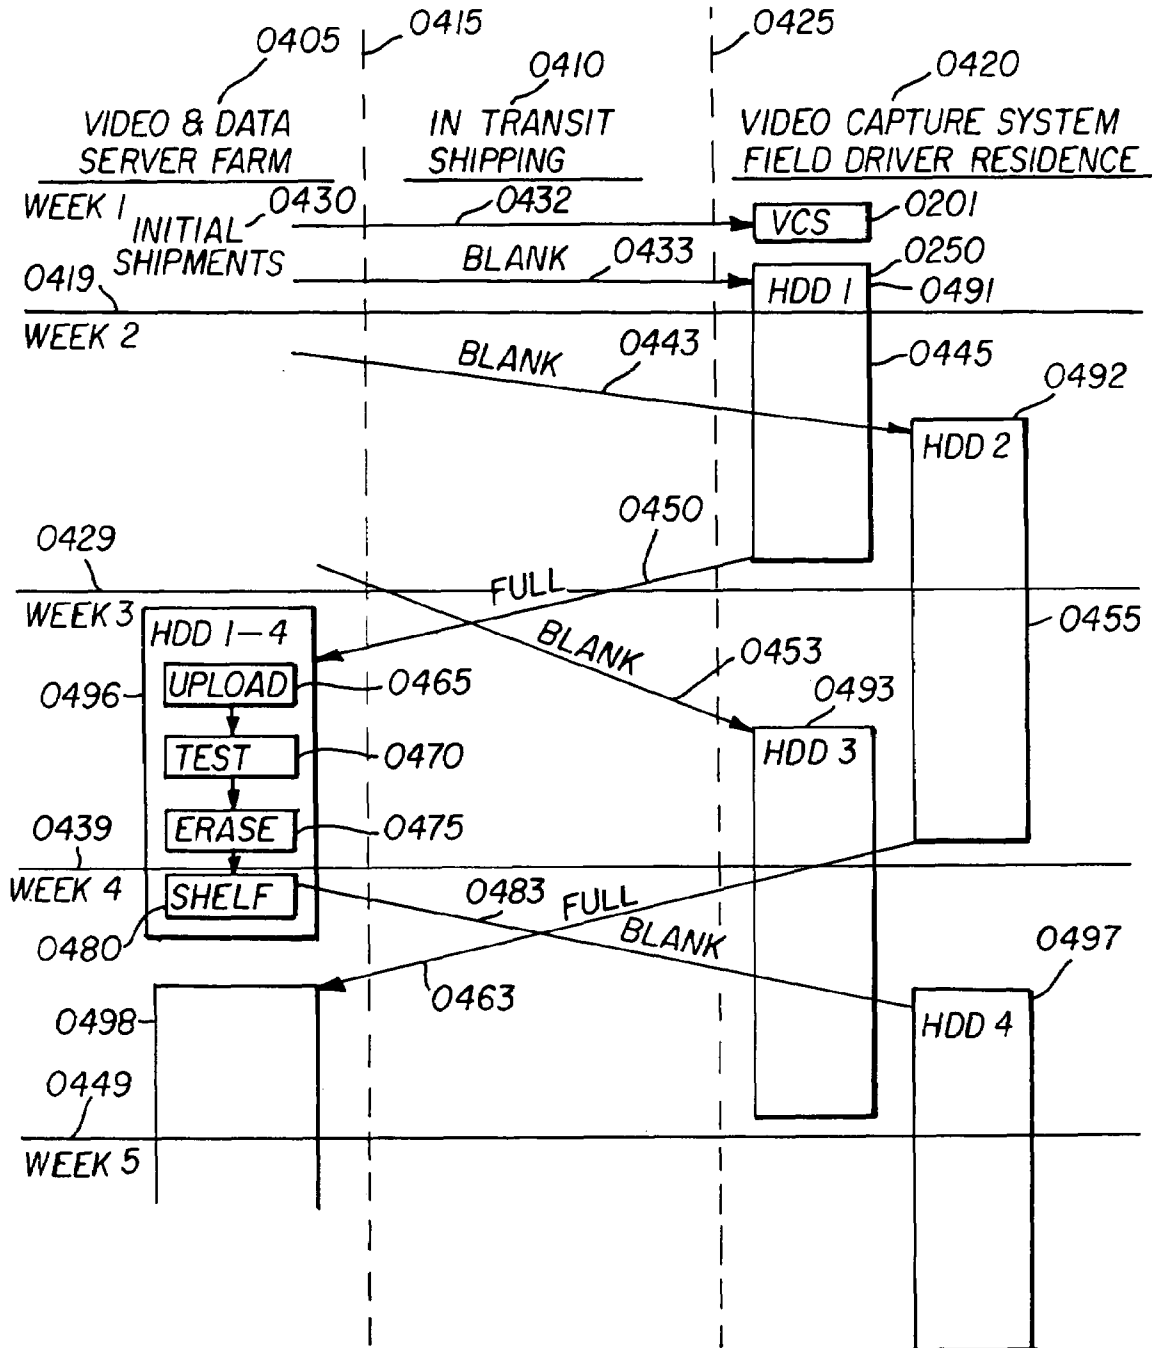 0405
0415
0410
0425
0420
VIDEO & DATA
SERVER FARM
IN TRANSIT
SHIPPING
VIDEO CAPTURE SYSTEM
FIELD DRIVER RESIDENCE
WEEK 1
0430
INITIAL
SHIPMENTS
0432
VCS
0201
BLANK
0433
0250
HDD 1
0491
0419
WEEK 2
BLANK
0443
0445
0492
HDD 2
0450
0429
FULL
WEEK 3
HDD 1-4
BLANK
0453
0455
0496
UPLOAD
0465
0493
HDD 3
TEST
0470
0439
ERASE
0475
WEEK 4
SHELF
0483
FULL
BLANK
0480
0463
0497
0498
HDD 4
0449
WEEK 5